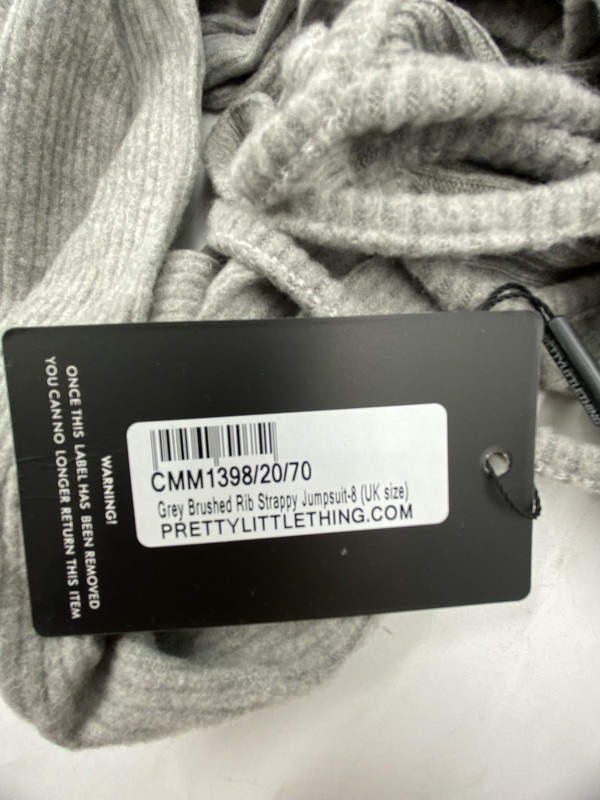 CMM1398/20/70
Grey Brushed Rib Strappy Jumpsuit-8 (UK size)
PRETTYLITTLETHING.COM
WARNING!
ONCE THIS LABEL HAS BEEN REMOVED
YOU CAN NO LONGER RETURN THIS ITEM
PRETTYLITTLETHING